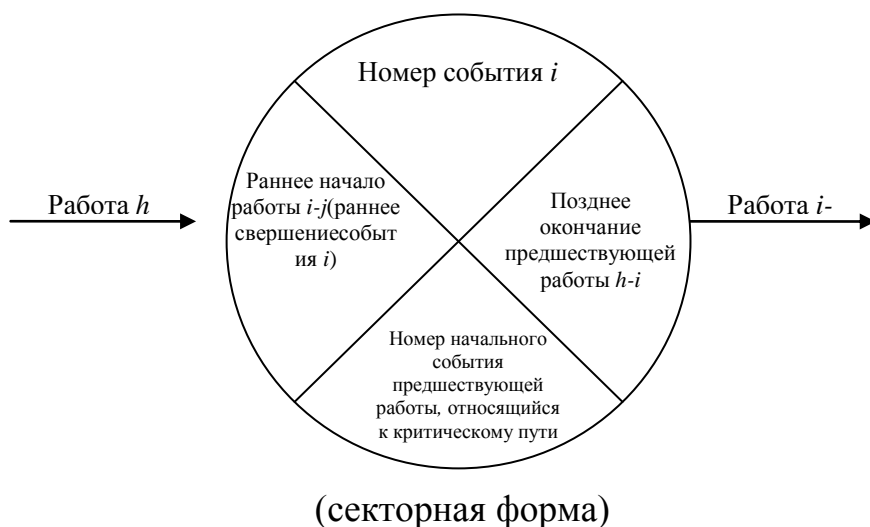 Номер события i
Работа h
Раннее начало
работы i-j(раннее
свершениесобыт
ия i)
Позднее
окончание
предшествующей
работы h-i
Работа i-
Номер начального
события
предшествующей
работы, относящийся
к критическому пути
(секторная форма)